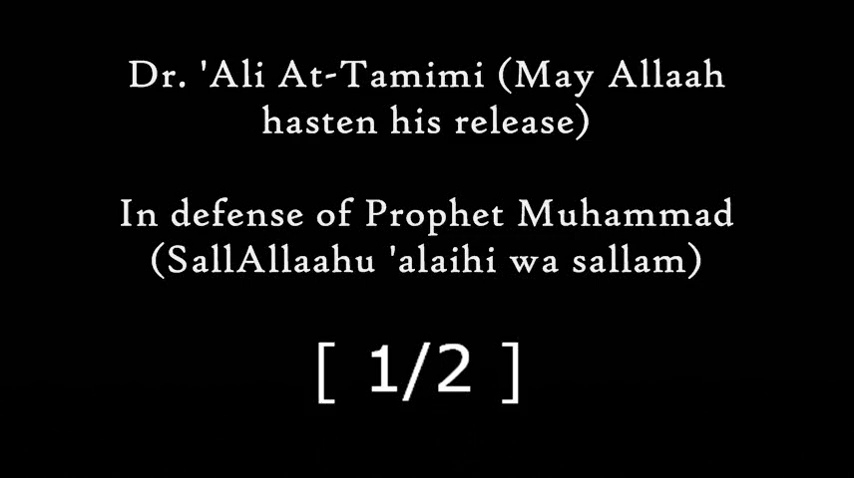 Dr. 'Ali At-Tamimi (May Allaah
hasten his release)
In defense of Prophet Muhammad
(SallAllaahu 'alaihi wa sallam)
[ 1/2 ]